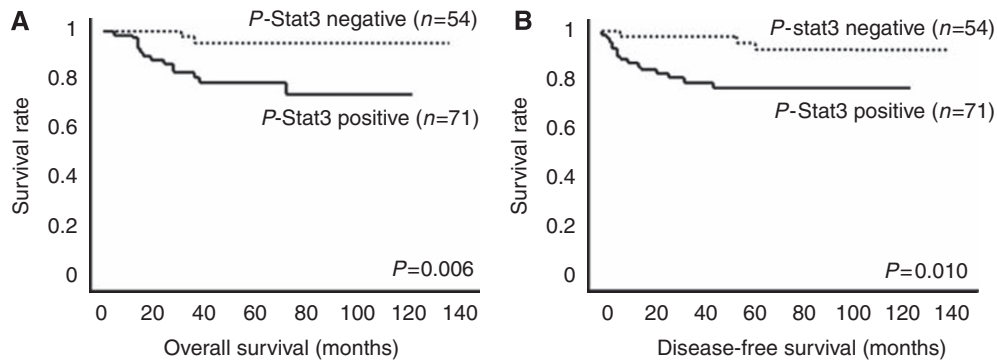 A
P-Stat3 negative (n=54)
1
0.8
0.6
0.4
0.2
0
Survival rate
P-Stat3 positive (n=71)
P=0.006
0 20 40 60 80 100 120 140
Overall survival (months)
B
P-stat3 negative (n=54)
1
0.8
0.6
0.4
0.2
0
Survival rate
P-Stat3 positive (n=71)
P=0.010
0 20 40 60 80 100 120 140
Disease-free survival (months)